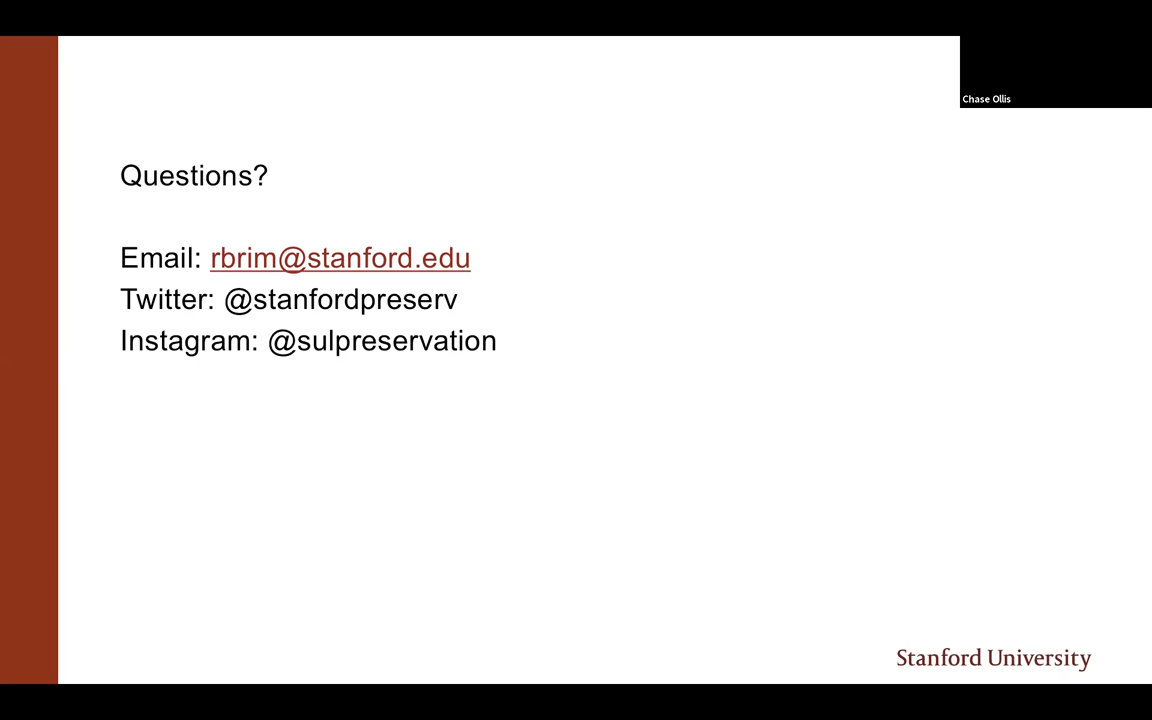 Chase Ollis
Questions?
Email: rbrim@stanford.edu
Twitter: @stanfordpreserv
Instagram: @sulpreservation
Stanford University